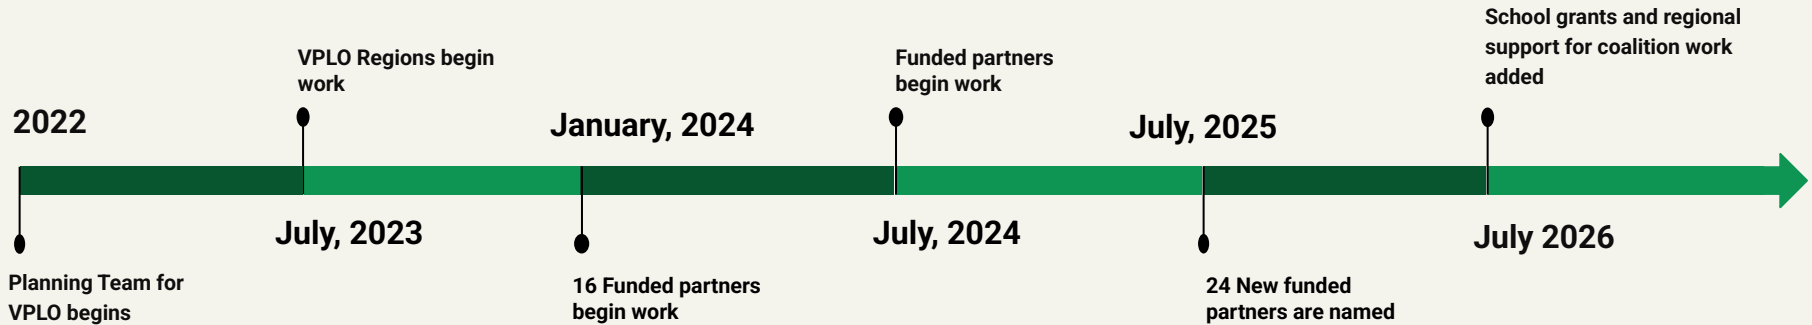 School grants and regional
support for coalition work
added
VPLO Regions begin
work
Funded partners
begin work
2022
January, 2024
July, 2025
July, 2023
July, 2024
July 2026
Planning Team for
VPLO begins
16 Funded partners
begin work
24 New funded
partners are named